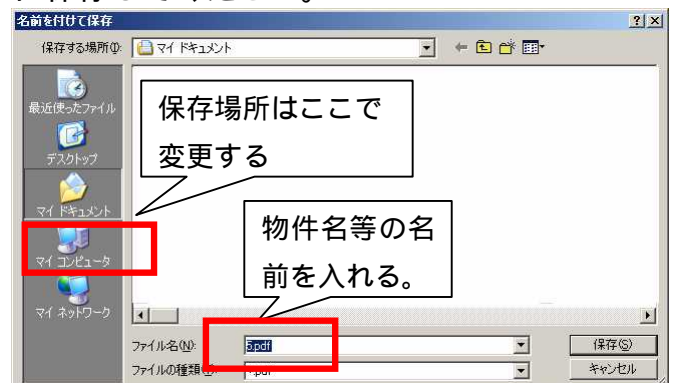 名前を付けて保存
保存する場所(I):
マイ ドキュメント
最近使ったファイル
デスクトップ
マイ ドキュメント
マイ コンピュータ
マイ ネットワーク
保存場所はここで
変更する
物件名等の名
前を入れる。
ファイル名(N):
5.pdf
保存(S)
ファイルの種類
キャンセル